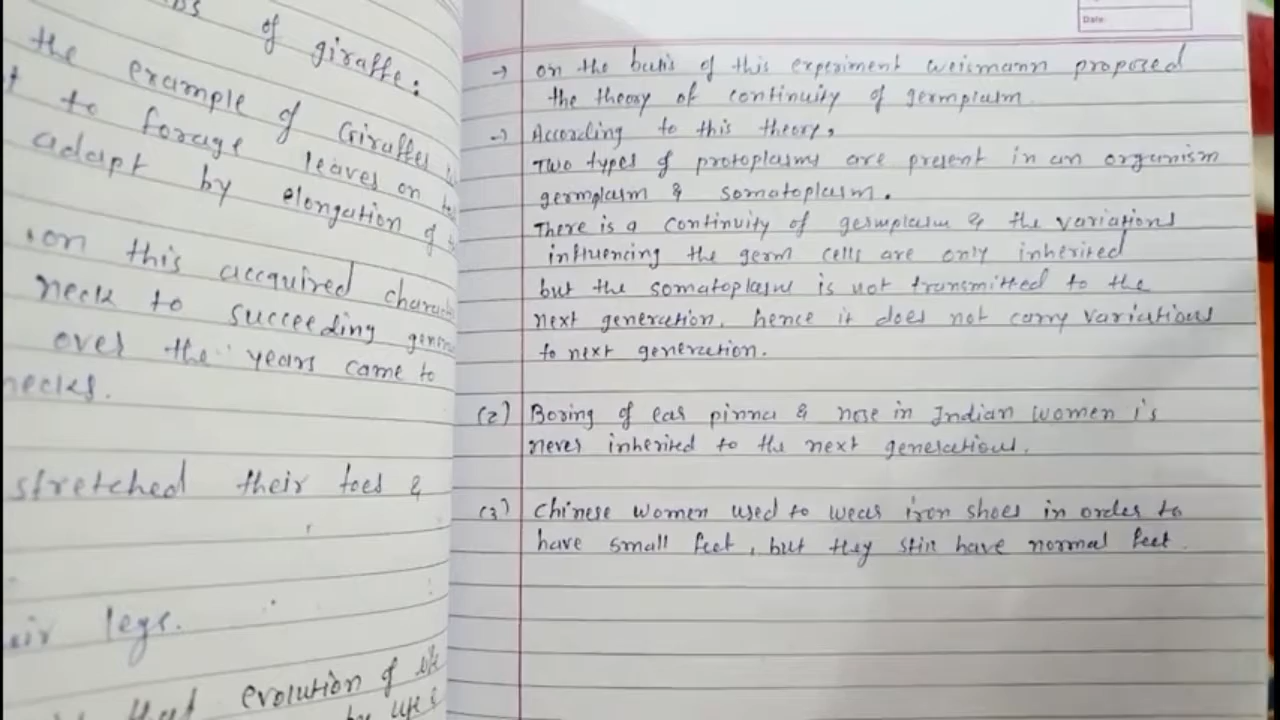 of giraffe:
the example of Giraffes
to forage leaves on
adapt by elongation of
on this accquired
neck to succeeding
over the years came to
necks.
stretched their toes &
legs.
evolution of
Date:
→ on the basis of this experiment weismann proposed
the theory of continuity of germplasm
→ According to this theory,
Two types of protoplasms are present in an organism
germplasm & somatoplasm.
There is a continuity of germplasm & the variations
influencing the germ cells are only inherited
but the somatoplasm is not transmitted to the
next generation, hence it does not carry variations
to next generation.
(2) Boring of ear pinna & nose in Indian women is
never inherited to the next generations.
(3) Chinese women used to wear iron shoes in order to
have small feet, but they still have normal feet.